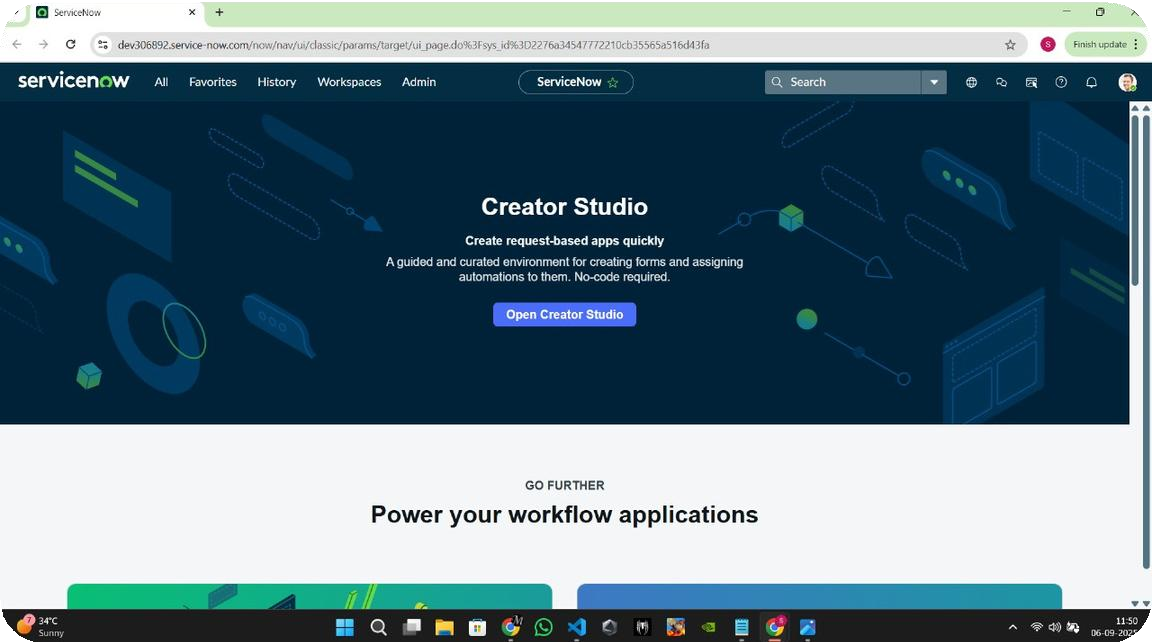 ServiceNow
dev306892.service-now.com/now/nav/ui/classic/params/target/ui_page.do%3Fsys_id%3D2276a34547772210cb35565a516d43fa
S
Finish update
servicenow
All
Favorites
History
Workspaces
Admin
ServiceNow
Search
Creator Studio
Create request-based apps quickly
A guided and curated environment for creating forms and assigning
automations to them. No-code required.
Open Creator Studio
GO FURTHER
Power your workflow applications
7
34°C
Sunny
11:50